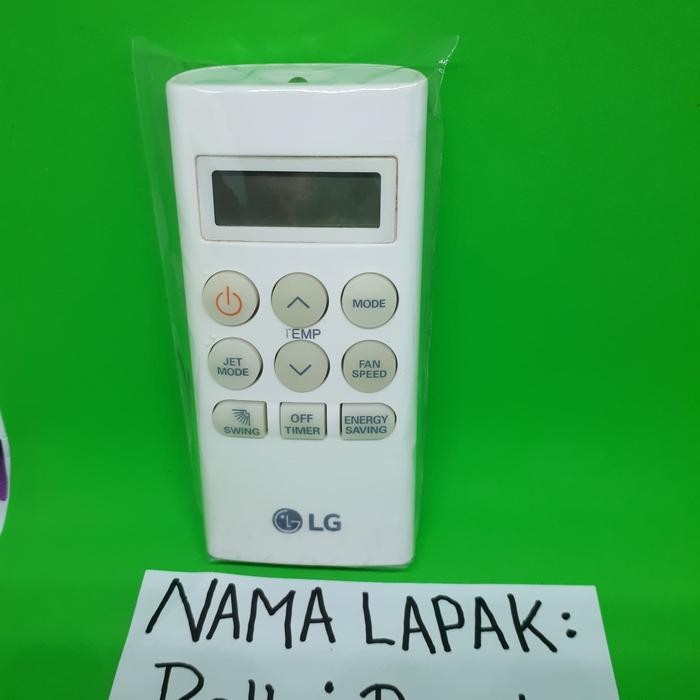 MODE
TEMP
JET
MODE
FAN
SPEED
SWING
OFF
TIMER
ENERGY
SAVING
LG
NAMA LAPAK: